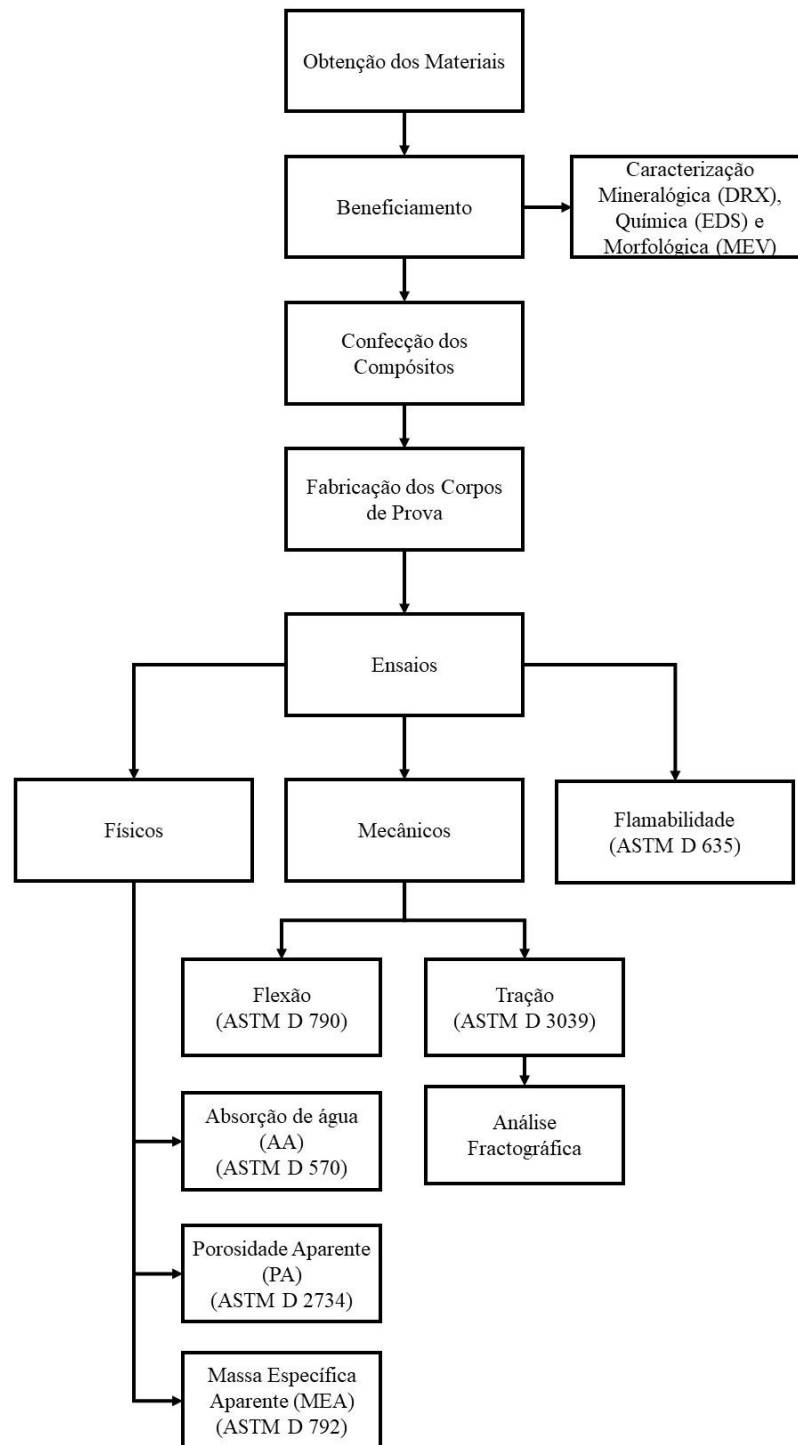 Obtenção dos Materiais
Beneficiamento
Caracterização
Mineralógica (DRX),
Química (EDS) e
Morfológica (MEV)
Confecção dos
Compósitos
Fabricação dos Corpos
de Prova
Ensaios
Físicos
Mecânicos
Flamabilidade
(ASTM D 635)
Flexão
(ASTM D 790)
Tração
(ASTM D 3039)
Absorção de água
(AA)
(ASTM D 570)
Análise
Fractográfica
Porosidade Aparente
(PA)
(ASTM D 2734)
Massa Específica
Aparente (MEA)
(ASTM D 792)